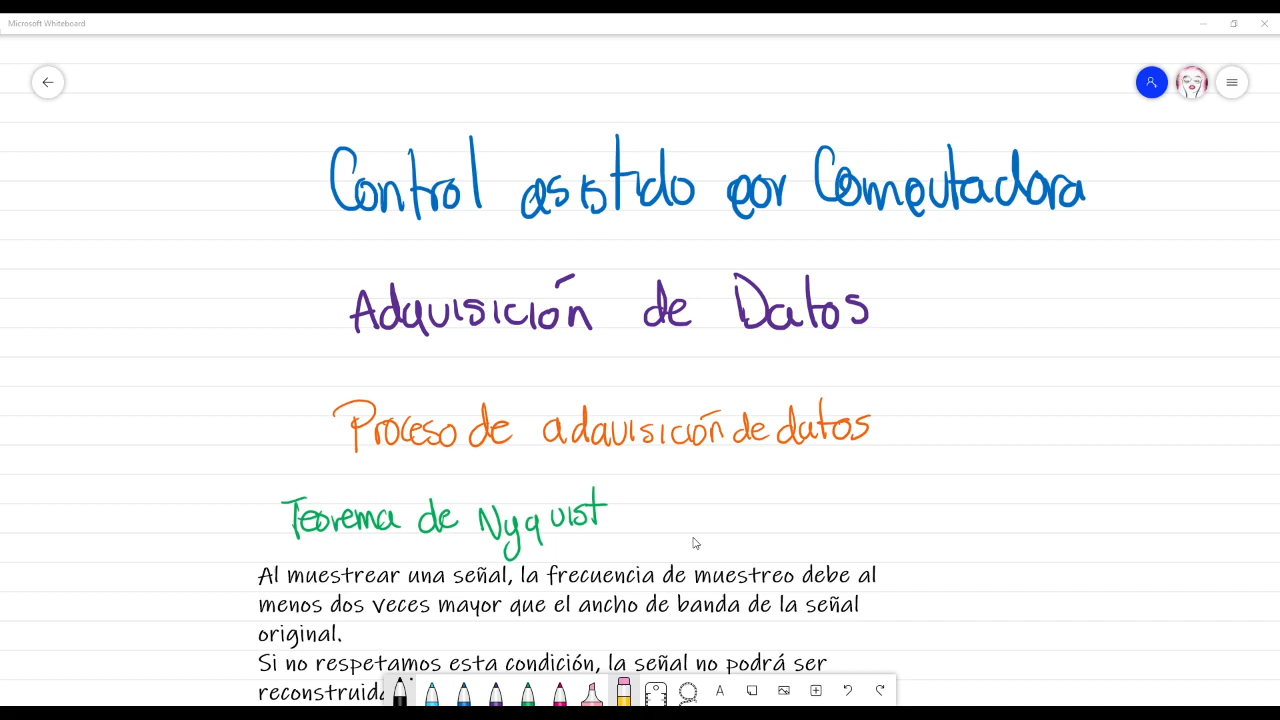 Microsoft Whiteboard
Control asistido por Computadora
Adquisición de Datos
Proceso de adquisición de datos
Teorema de Nyquist
Al muestrear una señal, la frecuencia de muestreo debe al
menos dos veces mayor que el ancho de banda de la señal
original.
Si no respetamos esta condición, la señal no podrá ser
A